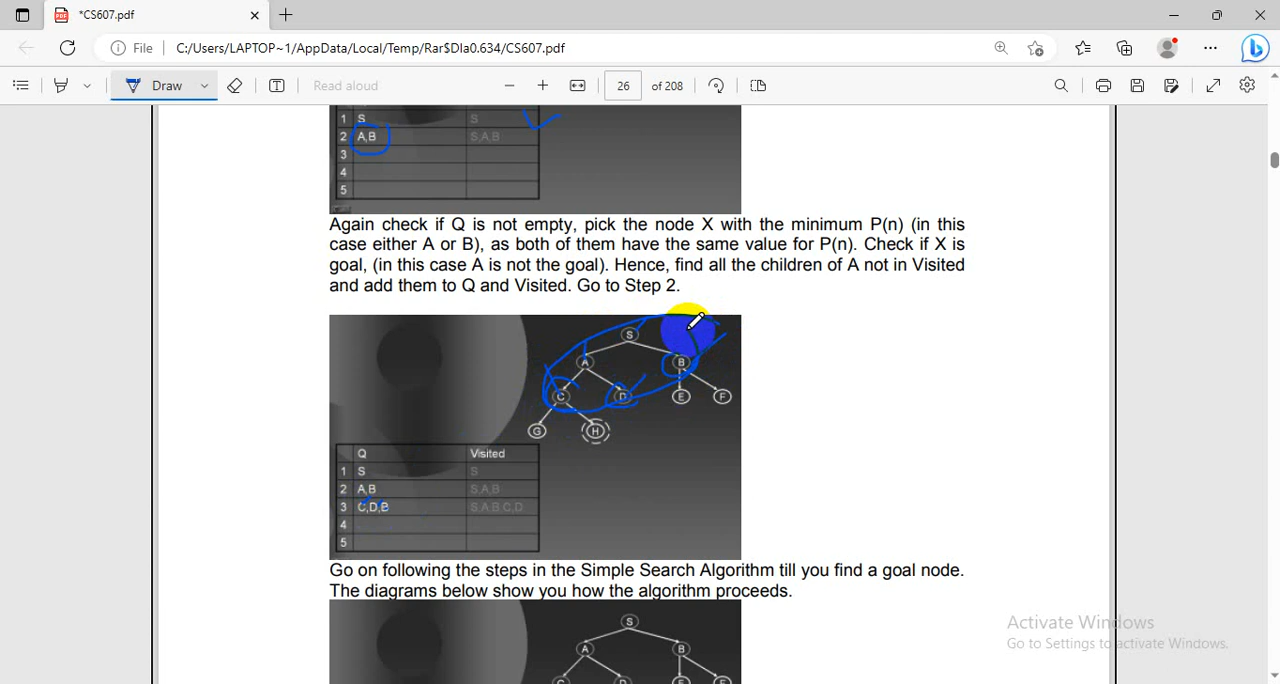 *CS607.pdf
File C:/Users/LAPTOP~1/AppData/Local/Temp/Rar$DIa0.634/CS607.pdf
Draw Read aloud 26 of 208
1 S S
2 A,B S,A,B
3
4
5
Again check if Q is not empty, pick the node X with the minimum P(n) (in this
case either A or B), as both of them have the same value for P(n). Check if X is
goal, (in this case A is not the goal). Hence, find all the children of A not in Visited
and add them to Q and Visited. Go to Step 2.
S
A B
C D E F
G H
Q Visited
1 S S
2 A,B S,A,B
3 C,D,B S,A,B,C,D
4
5
Go on following the steps in the Simple Search Algorithm till you find a goal node.
The diagrams below show you how the algorithm proceeds.
S
A B
C D E F
Activate Windows
Go to Settings to activate Windows.